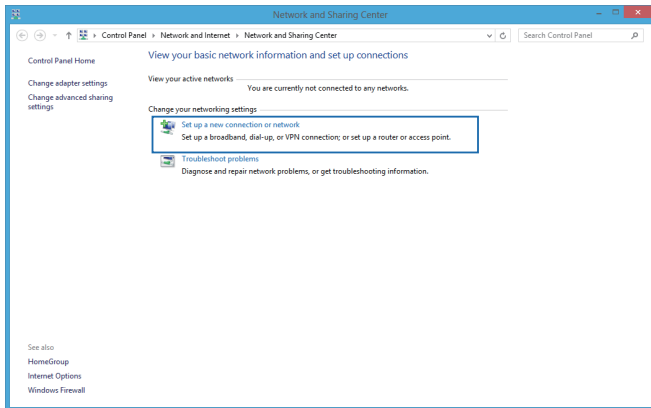 Network and Sharing Center
Control Panel Network and Internet Network and Sharing Center
Search Control Panel
Control Panel Home
Change adapter settings
Change advanced sharing
settings
View your basic network information and set up connections
View your active networks
You are currently not connected to any networks.
Change your networking settings
Set up a new connection or network
Set up a broadband, dial-up, or VPN connection; or set up a router or access point.
Troubleshoot problems
Diagnose and repair network problems, or get troubleshooting information.
See also
HomeGroup
Internet Options
Windows Firewall